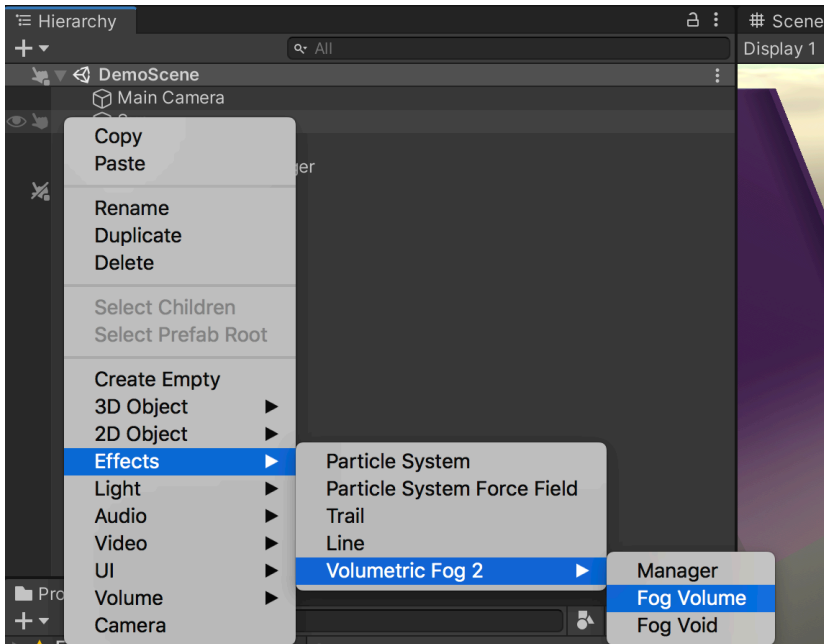 Hierarchy
# Scene
All
Display 1
DemoScene
Main Camera
Copy
Paste
Rename
Duplicate
Delete
Select Children
Select Prefab Root
Create Empty
3D Object
2D Object
Effects
Particle System
Light
Particle System Force Field
Audio
Trail
Video
Line
UI
Volumetric Fog 2
Manager
Volume
Fog Volume
Camera
Fog Void